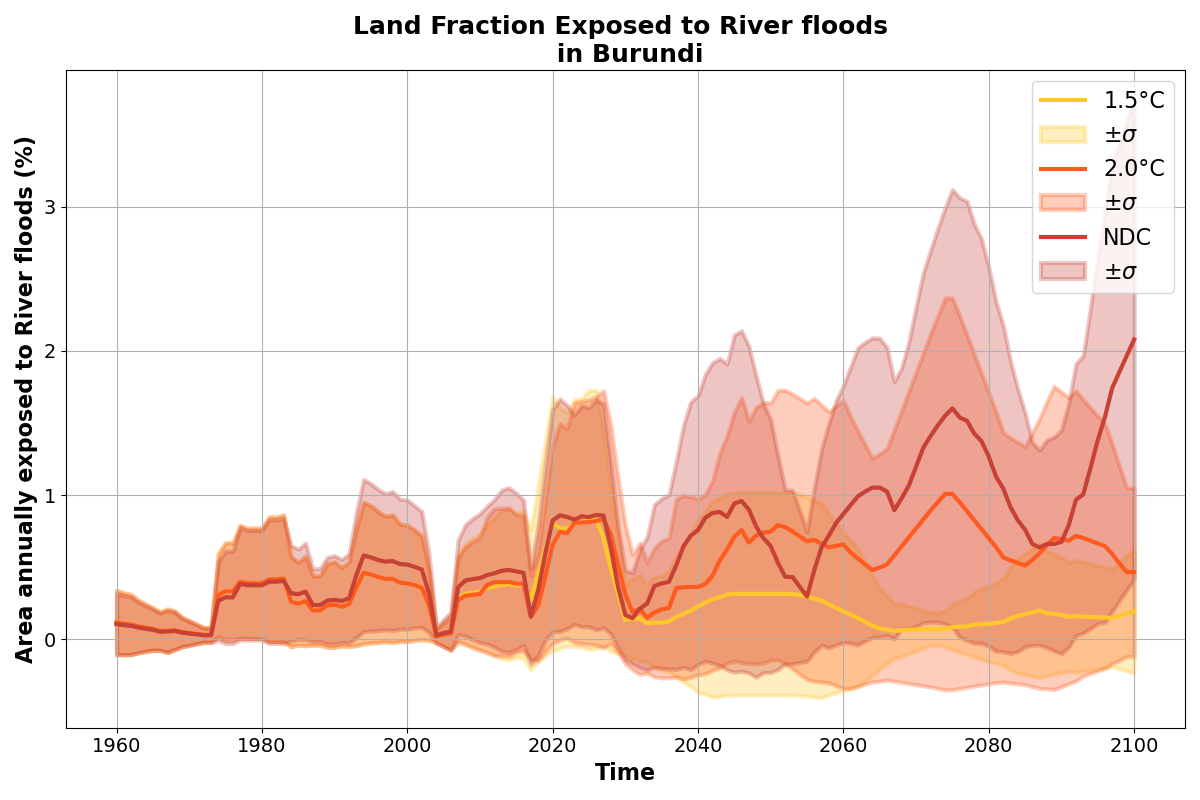 Land Fraction Exposed to River floods
in Burundi
Area annually exposed to River floods (%)
3
2
1
0
1960
1980
2000
2020
2040
2060
2080
2100
Time
1.5°C
±σ
2.0°C
±σ
NDC
±σ